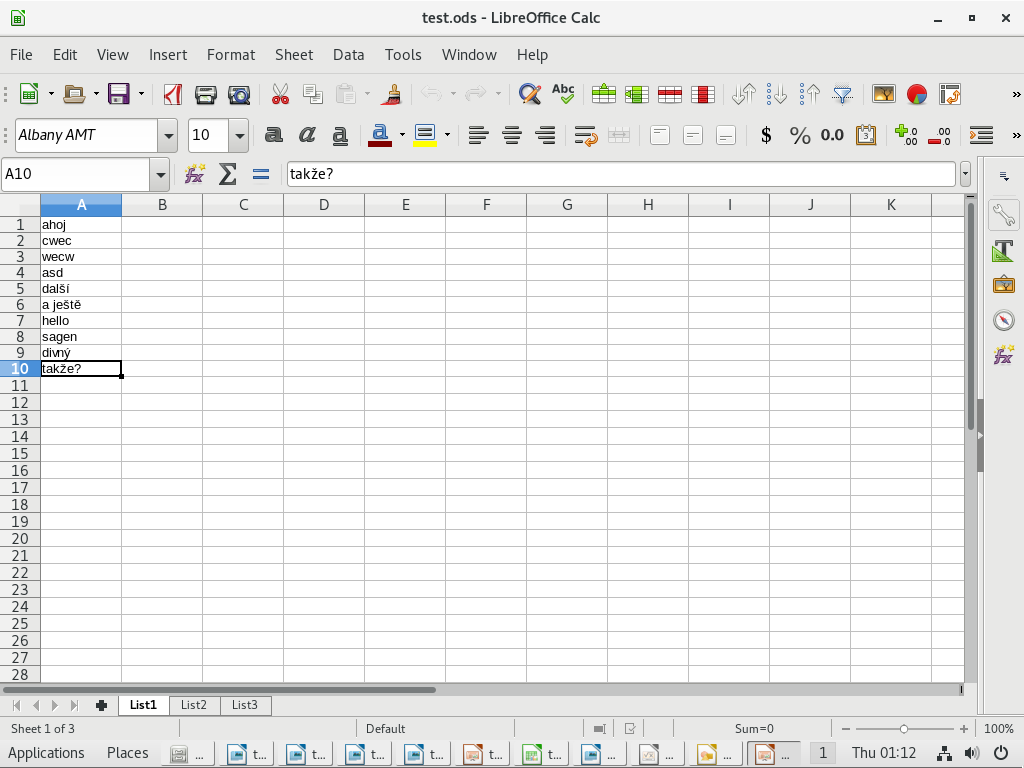 test.ods - LibreOffice Calc
File Edit View Insert Format Sheet Data Tools Window Help
Abc
»
Albany AMT 10 a a a a $ % 0.0 3 .00 .00 »
A10 takže?
A B C D E F G H I J K
1 ahoj
2 cwec
3 wecw
4 asd
5 další
6 a ještě
7 hello
8 sagen
9 divný
10 takže?
11
12
13
14
15
16
17
18
19
20
21
22
23
24
25
26
27
28
List1 List2 List3
Sheet 1 of 3 Default Sum=0 100%
Applications Places ... t... t... t... t... t... t... ... ... ... ... 1 Thu 01:12